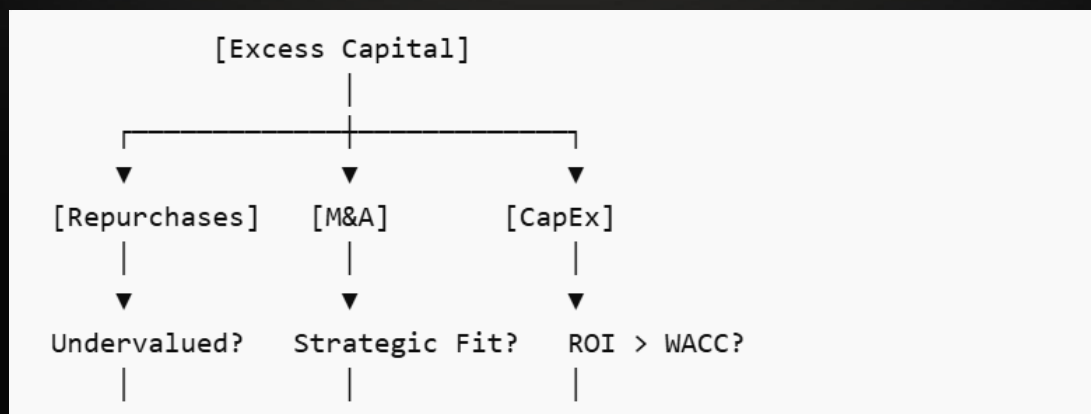 [Excess Capital]
[Repurchases] [M&A] [CapEx]
Undervalued? Strategic Fit? ROI > WACC?